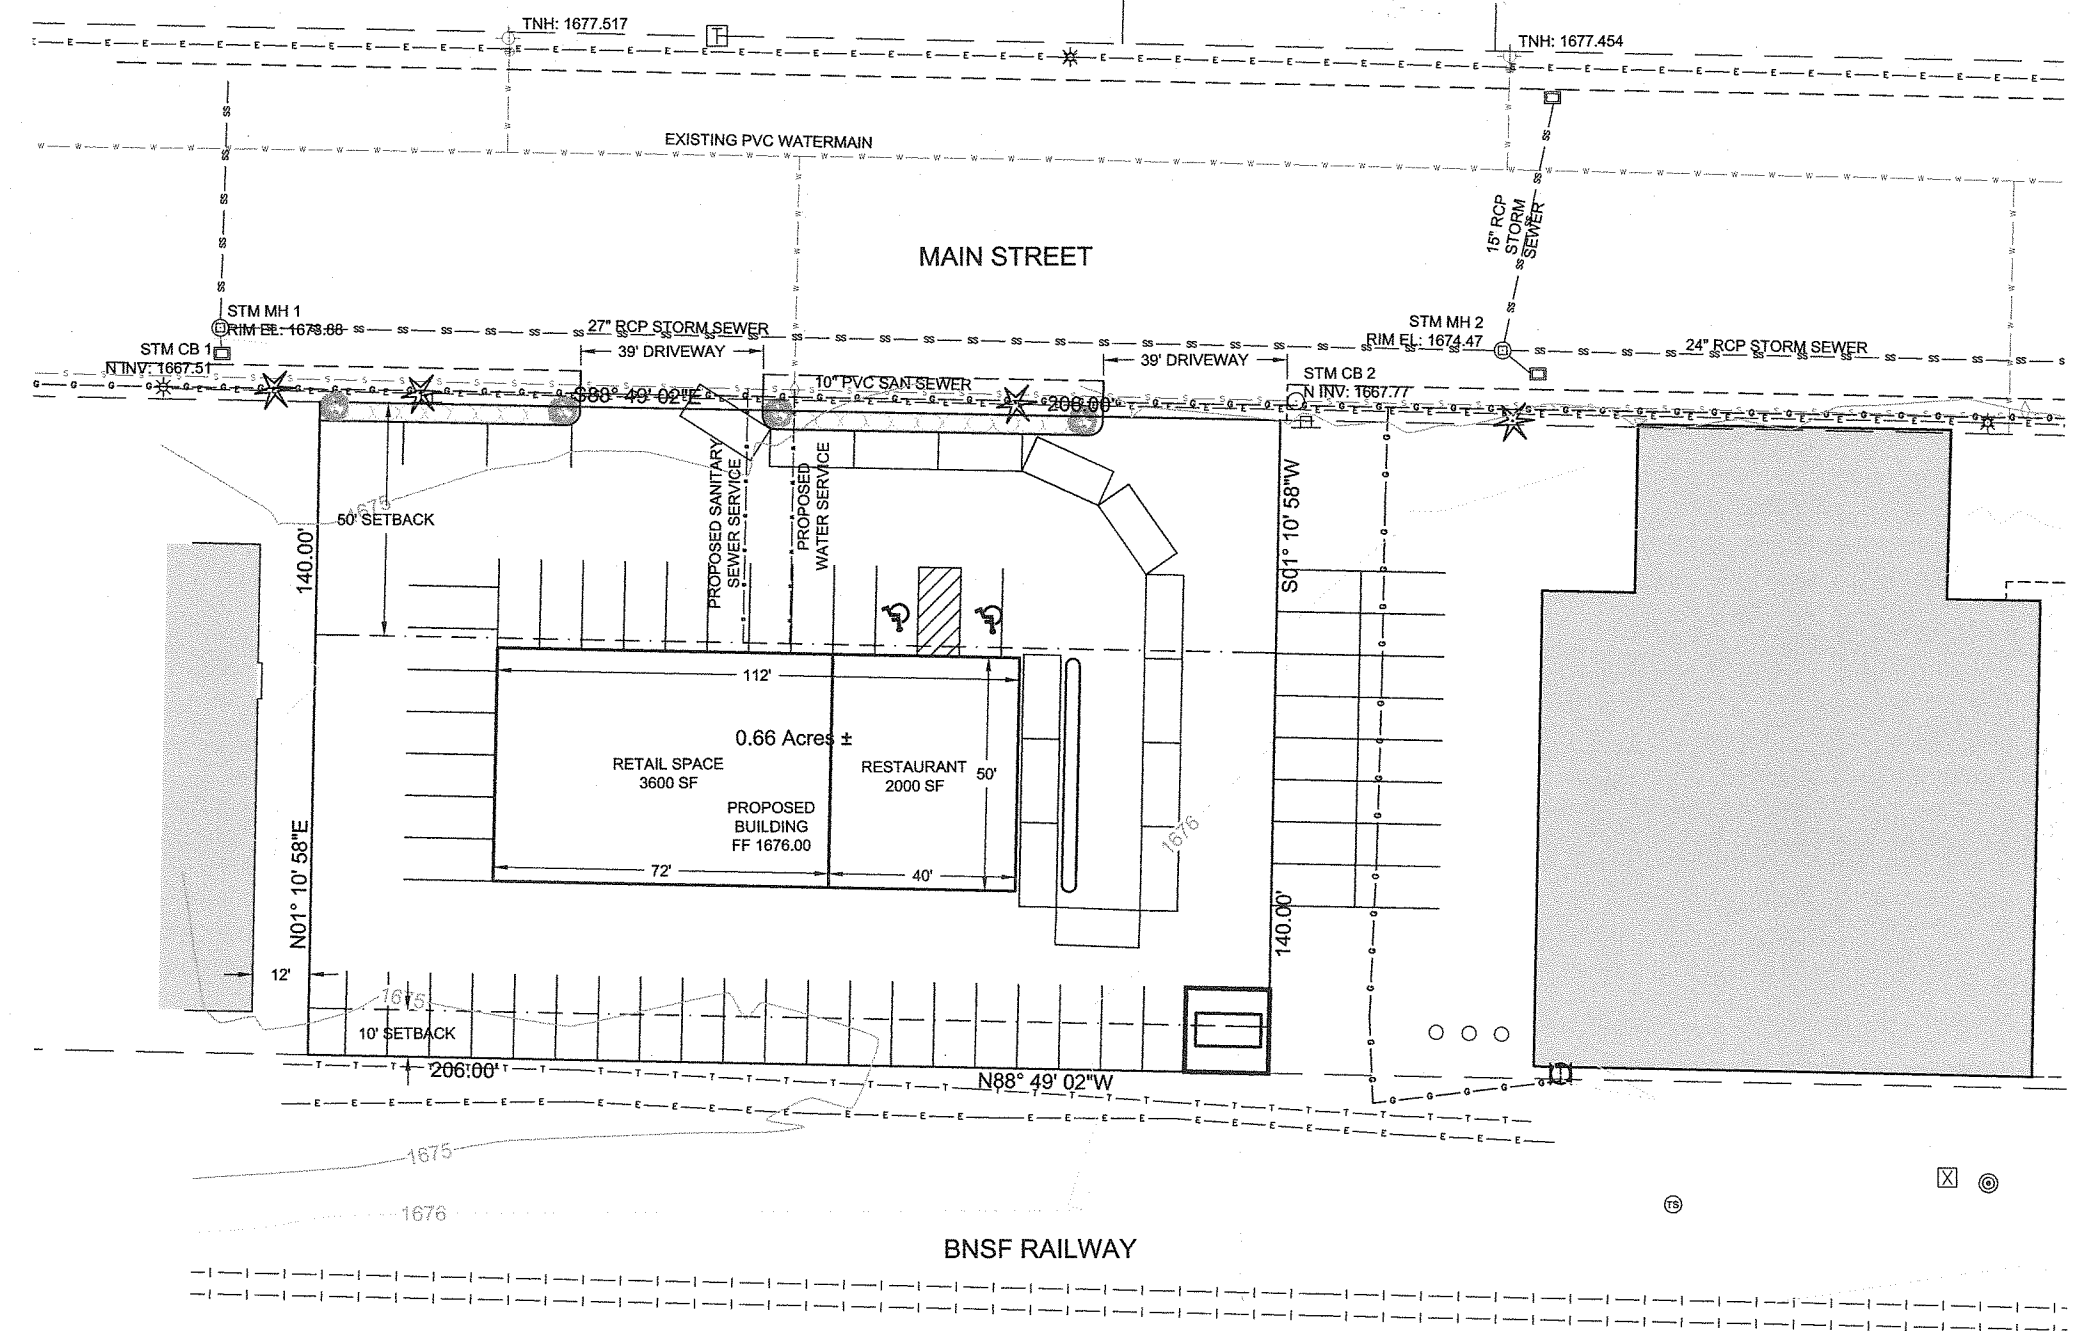 TNH: 1677.517
T
TNH: 1677.454
EXISTING PVC WATERMAIN
15" RCP
STORM
SEWER
MAIN STREET
STM MH 1
RIM EL: 1673.88
27" RCP STORM SEWER
STM MH 2
RIM EL: 1674.47
24" RCP STORM SEWER
STM CB 1
N INV: 1667.51
39' DRIVEWAY
39' DRIVEWAY
10" PVC SAN SEWER
STM CB 2
N INV: 1667.77
S88° 49' 02"E
206.00'
1675
50' SETBACK
140.00'
PROPOSED SANITARY
SEWER SERVICE
PROPOSED
WATER SERVICE
S01° 10' 58"W
112'
0.66 Acres ±
RETAIL SPACE
3600 SF
RESTAURANT
2000 SF
50'
PROPOSED
BUILDING
FF 1676.00
72'
40'
1676
N01° 10' 58"E
140.00'
12'
1675
10' SETBACK
206.00'
N88° 49' 02"W
1675
1676
X
TS
BNSF RAILWAY